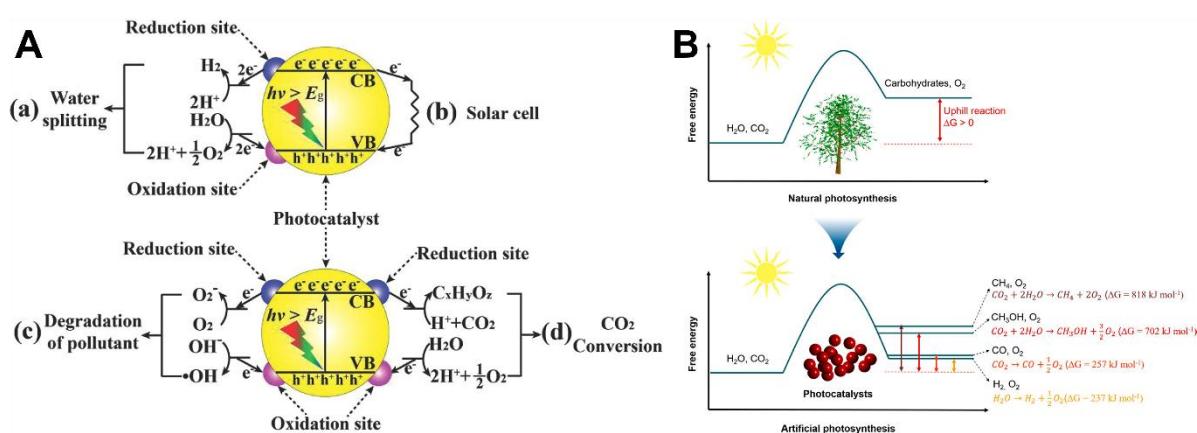 A
Reduction site
H₂
2e⁻
2H⁺
H₂O
2e⁻
2H⁺+½O₂
(a)
Water
splitting
Oxidation site
e⁻ e⁻ e⁻ e⁻ e⁻
CB
hν > E_g
VB
h⁺h⁺h⁺h⁺h⁺
e⁻
e⁻
(b)
Solar cell
Photocatalyst
Reduction site
Reduction site
O₂⁻
e⁻
O₂
OH⁻
e⁻
•OH
(c)
Degradation
of pollutant
e⁻ e⁻ e⁻ e⁻ e⁻
CB
hν > E_g
VB
h⁺h⁺h⁺h⁺h⁺
e⁻
CxHyOz
H⁺+CO₂
H₂O
e⁻
2H⁺+½O₂
(d)
CO₂
Conversion
Oxidation site
B
Free energy
H₂O, CO₂
Carbohydrates, O₂
Uphill reaction
ΔG > 0
Natural photosynthesis
Free energy
H₂O, CO₂
Photocatalysts
CH₄, O₂
CO₂ + 2H₂O → CH₄ + 2O₂ (ΔG = 818 kJ mol⁻¹)
CH₃OH, O₂
CO₂ + 2H₂O → CH₃OH + 3/2 O₂ (ΔG = 702 kJ mol⁻¹)
CO, O₂
CO₂ → CO + ½O₂ (ΔG = 257 kJ mol⁻¹)
H₂, O₂
H₂O → H₂ + ½O₂(ΔG = 237 kJ mol⁻¹)
Artificial photosynthesis